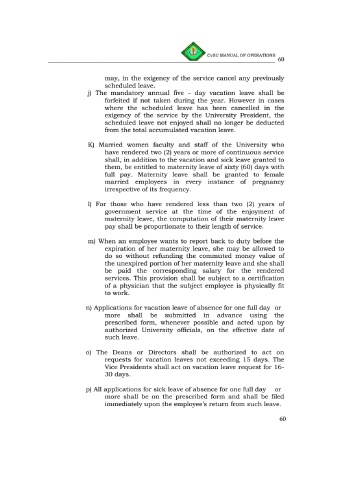 CvSU MANUAL OF OPERATIONS
60
may, in the exigency of the service cancel any previously
scheduled leave.
j) The mandatory annual five – day vacation leave shall be
forfeited if not taken during the year. However in cases
where the scheduled leave has been cancelled in the
exigency of the service by the University President, the
scheduled leave not enjoyed shall no longer be deducted
from the total accumulated vacation leave.
K) Married women faculty and staff of the University who
have rendered two (2) years or more of continuous service
shall, in addition to the vacation and sick leave granted to
them, be entitled to maternity leave of sixty (60) days with
full pay. Maternity leave shall be granted to female
married employees in every instance of pregnancy
irrespective of its frequency.
l) For those who have rendered less than two (2) years of
government service at the time of the enjoyment of
maternity leave, the computation of their maternity leave
pay shall be proportionate to their length of service.
m) When an employee wants to report back to duty before the
expiration of her maternity leave, she may be allowed to
do so without refunding the commuted money value of
the unexpired portion of her maternity leave and she shall
be paid the corresponding salary for the rendered
services. This provision shall be subject to a certification
of a physician that the subject employee is physically fit
to work.
n) Applications for vacation leave of absence for one full day or
more shall be submitted in advance using the
prescribed form, whenever possible and acted upon by
authorized University officials, on the effective date of
such leave.
o) The Deans or Directors shall be authorized to act on
requests for vacation leaves not exceeding 15 days. The
Vice Presidents shall act on vacation leave request for 16-
30 days.
p) All applications for sick leave of absence for one full day or
more shall be on the prescribed form and shall be filed
immediately upon the employee's return from such leave.
60